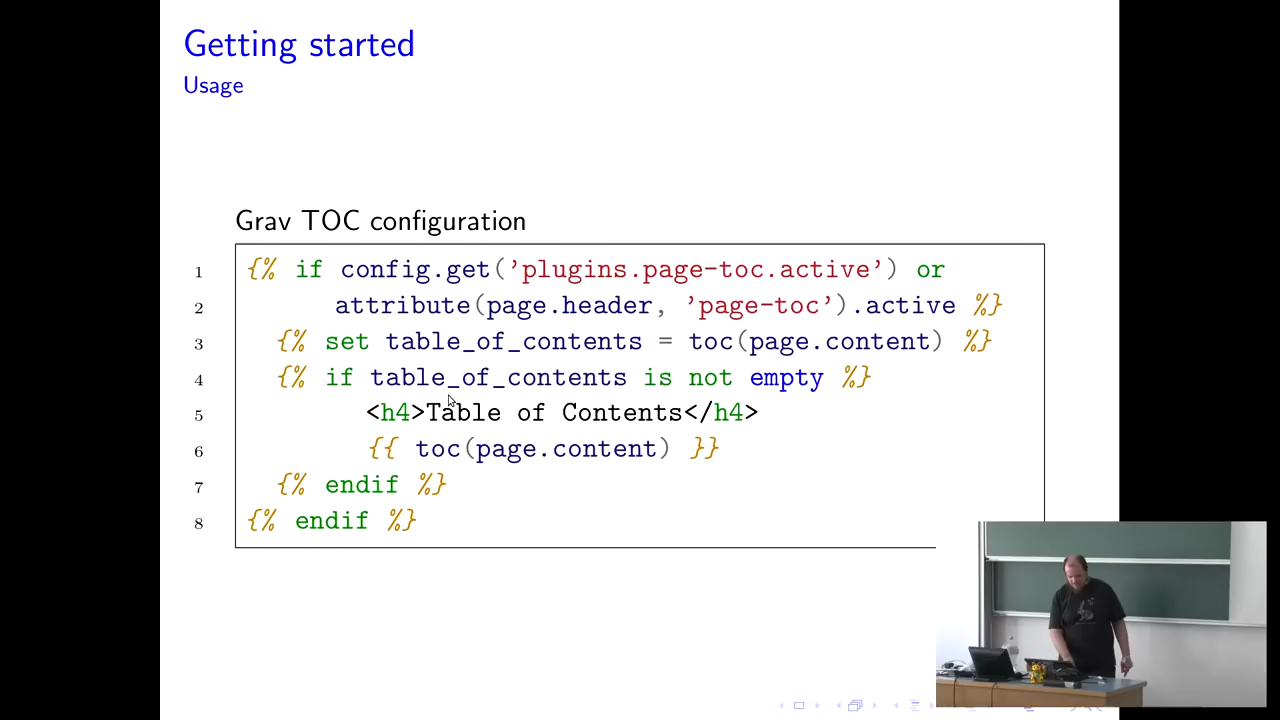 Getting started
Usage
Grav TOC configuration
1 {% if config.get('plugins.page-toc.active') or
2 attribute(page.header, 'page-toc').active %}
3 {% set table_of_contents = toc(page.content) %}
4 {% if table_of_contents is not empty %}
5 <h4>Table of Contents</h4>
6 {{ toc(page.content) }}
7 {% endif %}
8 {% endif %}